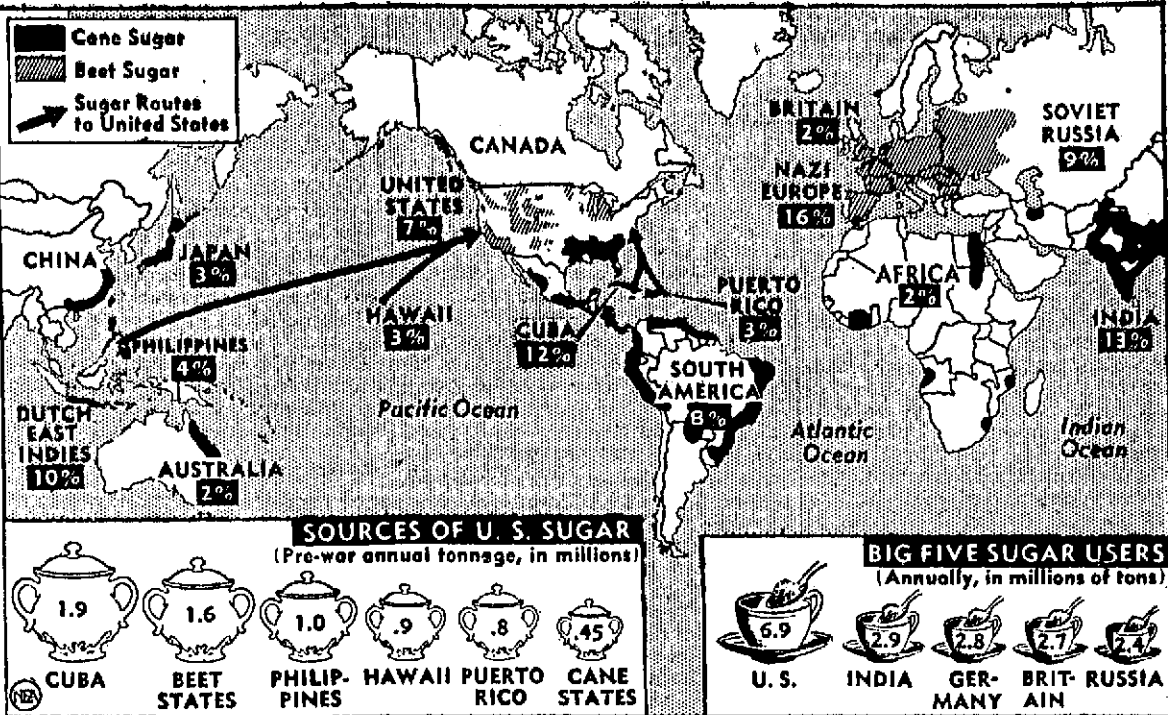 Cane Sugar
Beet Sugar
Sugar Routes
to United States
CANADA
UNITED
STATES
7%
BRITAIN
2%
SOVIET
RUSSIA
9%
NAZI
EUROPE
16%
CHINA
JAPAN
3%
PHILIPPINES
4%
HAWAII
3%
CUBA
12%
PUERTO
RICO
3%
AFRICA
2%
INDIA
13%
SOUTH
AMERICA
8%
DUTCH
EAST
INDIES
10%
AUSTRALIA
2%
Pacific Ocean
Atlantic
Ocean
Indian
Ocean
SOURCES OF U. S. SUGAR
(Pre-war annual tonnage, in millions)
1.9
1.6
1.0
.9
.8
.45
CUBA
BEET
STATES
PHILIP-
PINES
HAWAII
PUERTO
RICO
CANE
STATES
NEA
BIG FIVE SUGAR USERS
(Annually, in millions of tons)
6.9
2.9
2.8
2.7
2.4
U. S.
INDIA
GER-
MANY
BRIT-
AIN
RUSSIA